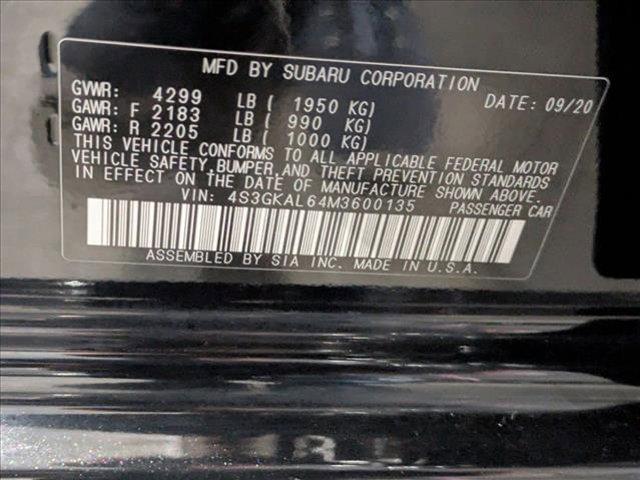 MFD BY SUBARU CORPORATION
GVWR: 4299 LB ( 1950 KG) DATE: 09/20
GAWR: F 2183 LB ( 990 KG)
GAWR: R 2205 LB ( 1000 KG)
THIS VEHICLE CONFORMS TO ALL APPLICABLE FEDERAL MOTOR
VEHICLE SAFETY, BUMPER, AND THEFT PREVENTION STANDARDS
IN EFFECT ON THE DATE OF MANUFACTURE SHOWN ABOVE.
VIN: 4S3GKAL64M3600135 PASSENGER CAR
ASSEMBLED BY SIA INC. MADE IN U.S.A.